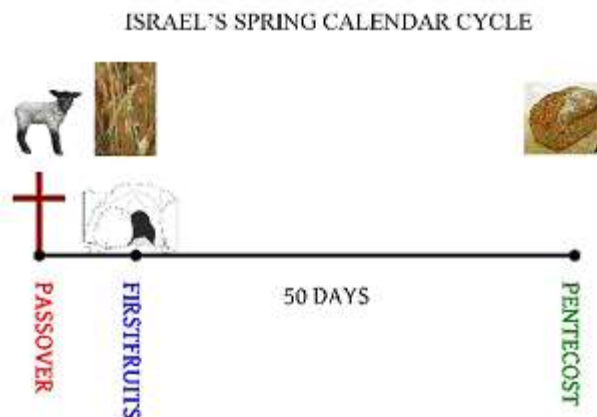 ISRAEL'S SPRING CALENDAR CYCLE
PASSOVER
FIRSTFRUITS
50 DAYS
PENTECOST